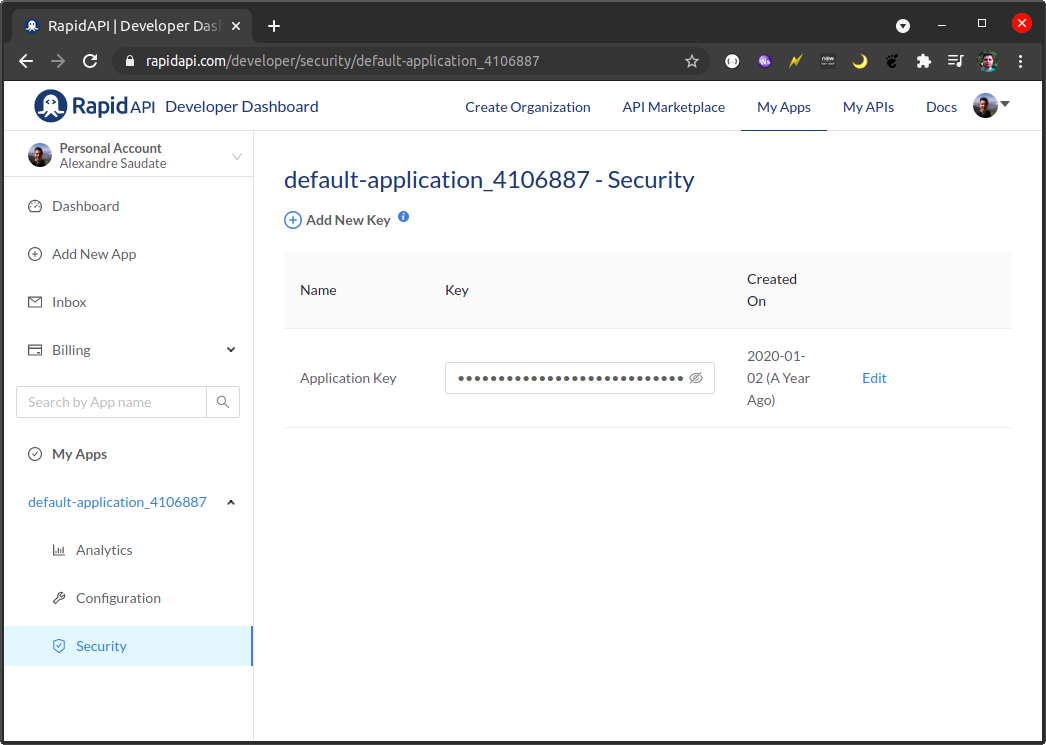 RapidAPI | Developer Das
rapidapi.com/developer/security/default-application_4106887
new
Rapid API Developer Dashboard
Create Organization
API Marketplace
My Apps
My APIs
Docs
Personal Account
Alexandre Saudate
Dashboard
Add New App
Inbox
Billing
Search by App name
My Apps
default-application_4106887
Analytics
Configuration
Security
default-application_4106887 - Security
Add New Key
Name
Key
Created
On
Application Key
••••••••••••••••••••••••••••
2020-01-
02 (A Year
Ago)
Edit